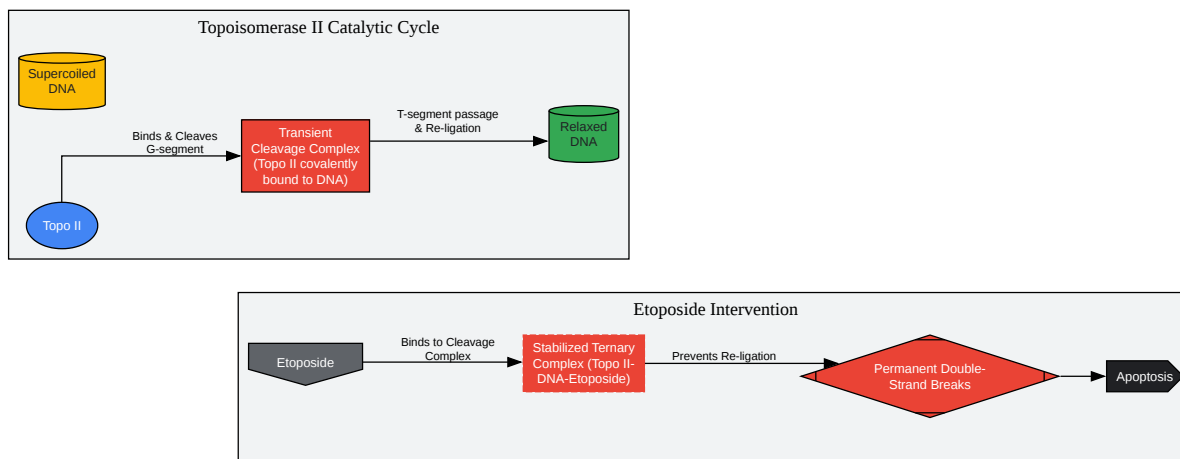 Topoisomerase II Catalytic Cycle
Supercoiled
DNA
Binds & Cleaves
G-segment
Topo II
Transient
Cleavage Complex
(Topo II covalently
bound to DNA)
T-segment passage
& Re-ligation
Relaxed
DNA
Etoposide Intervention
Etoposide
Binds to Cleavage
Complex
Stabilized Ternary
Complex (Topo II-
DNA-Etoposide)
Prevents Re-ligation
Permanent Double-
Strand Breaks
Apoptosis